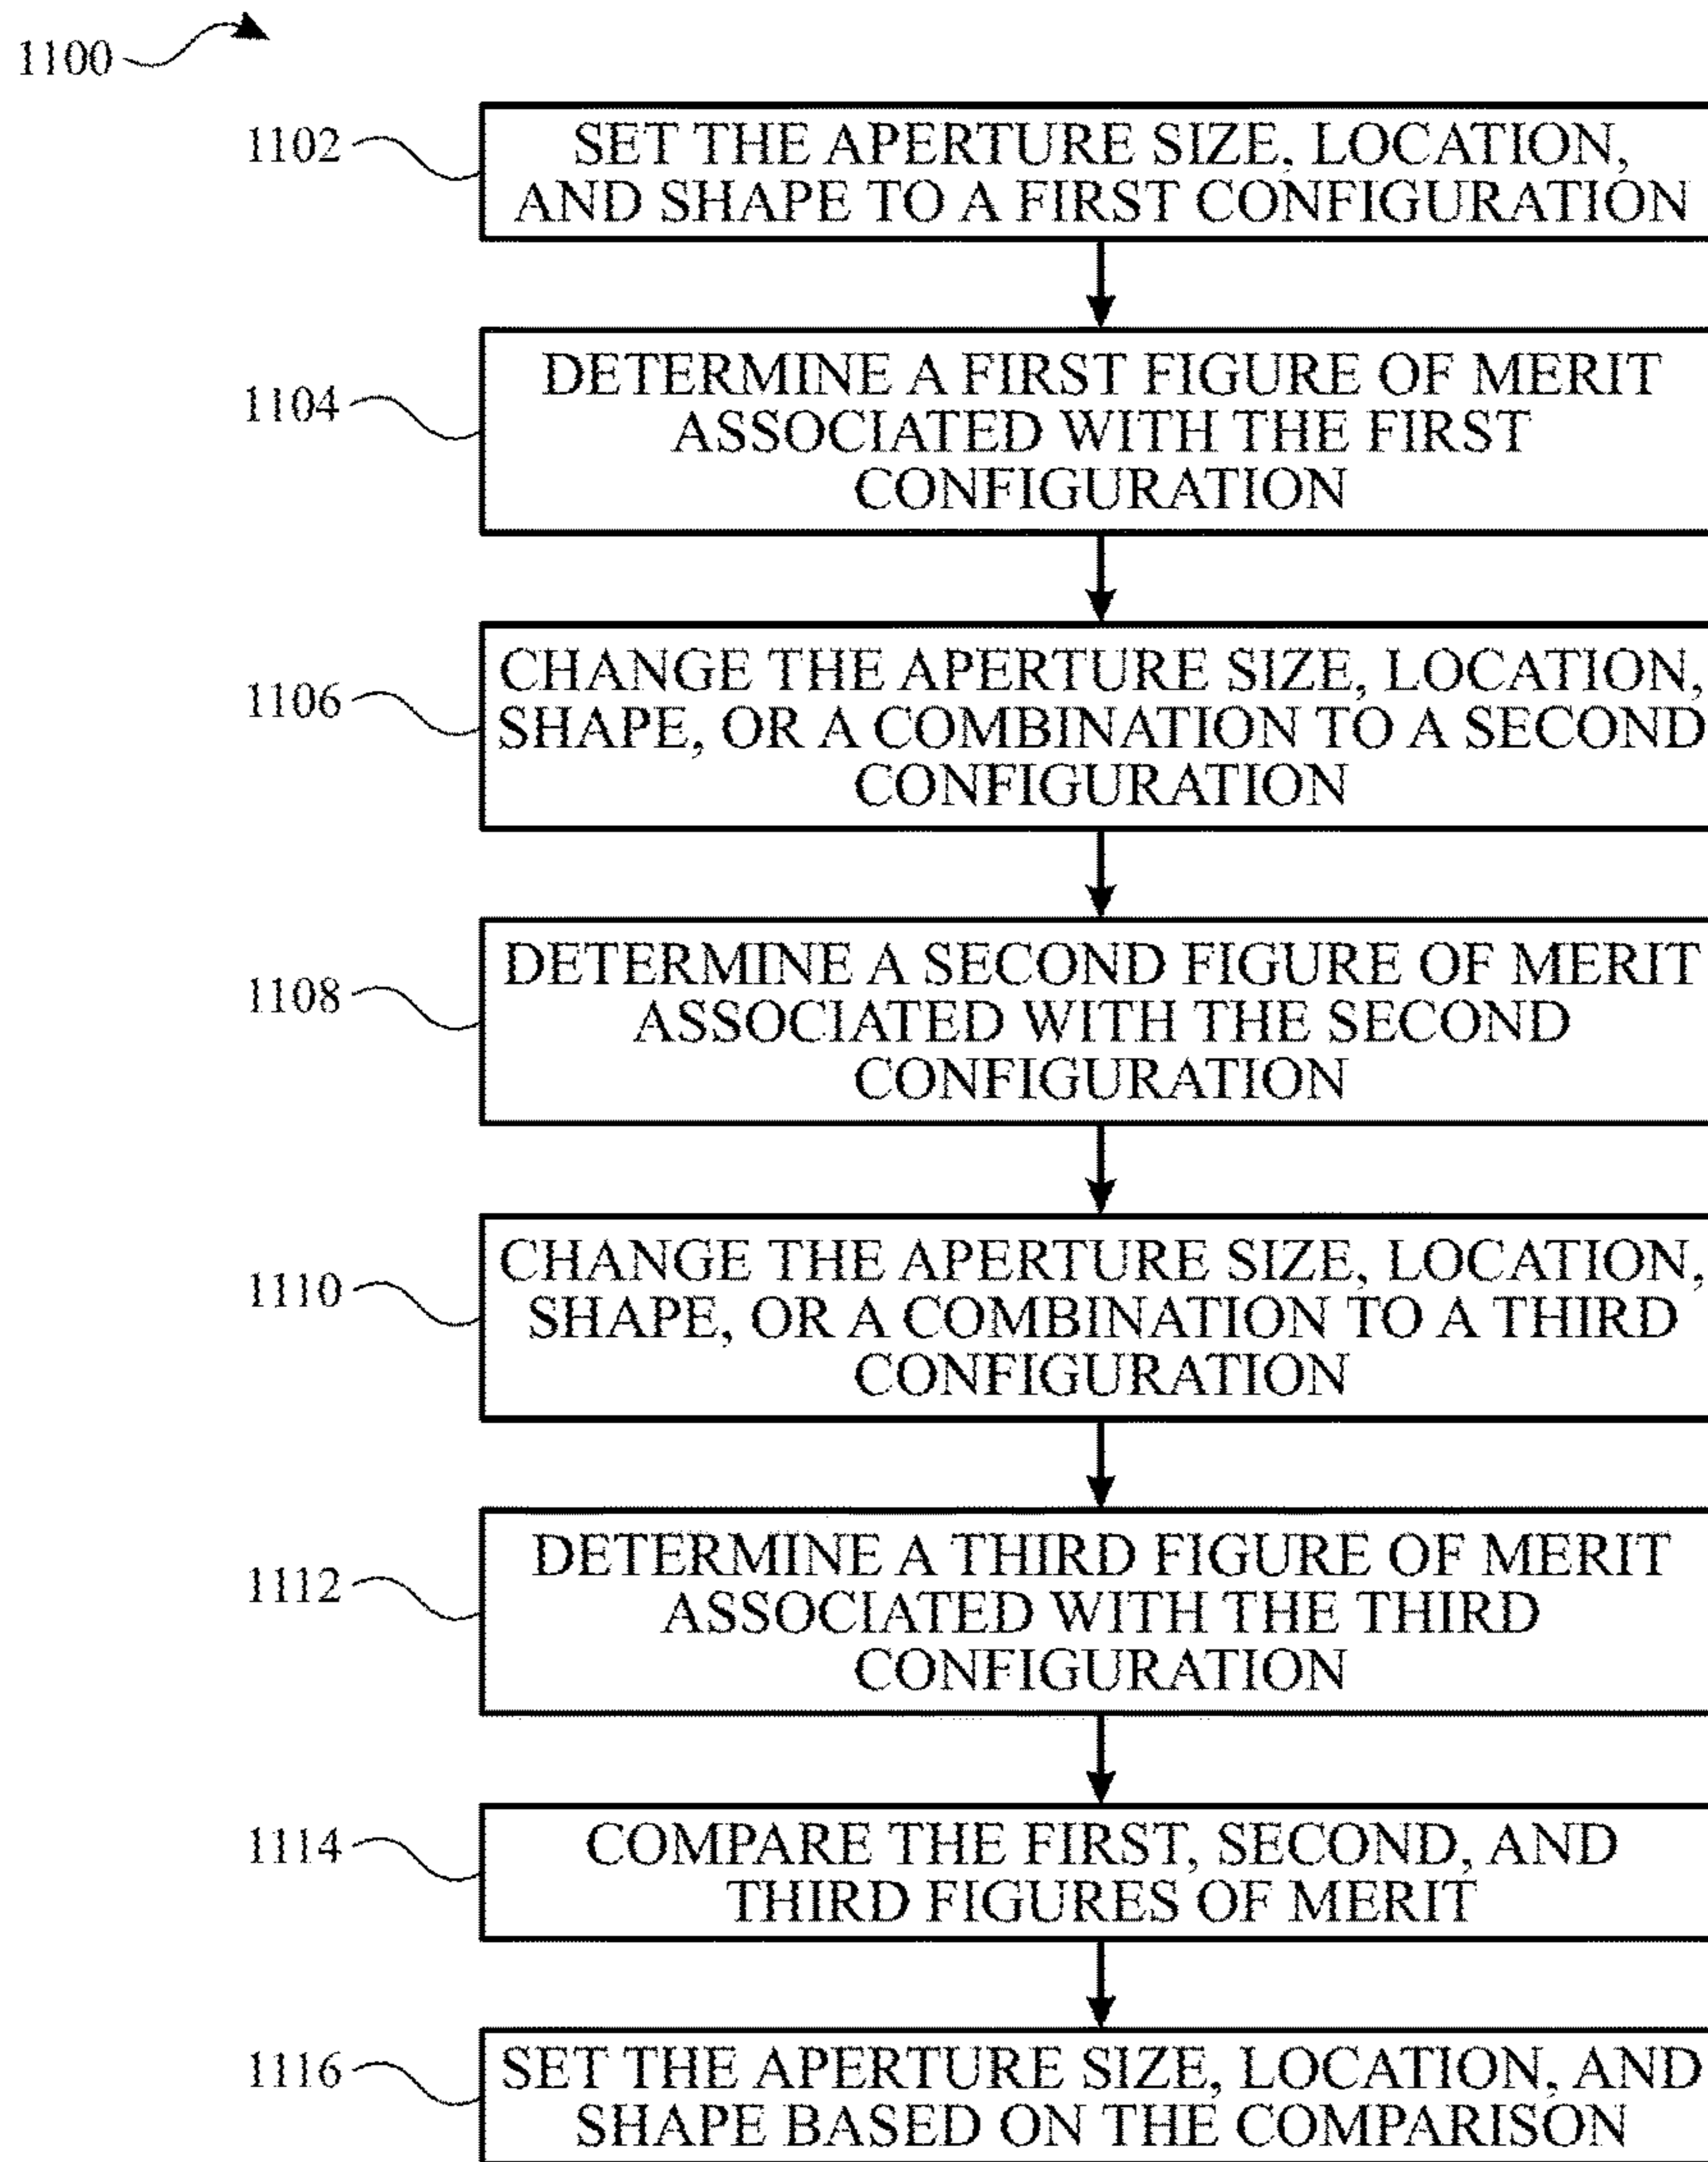 1100
1102
SET THE APERTURE SIZE, LOCATION,
AND SHAPE TO A FIRST CONFIGURATION
1104
DETERMINE A FIRST FIGURE OF MERIT
ASSOCIATED WITH THE FIRST
CONFIGURATION
1106
CHANGE THE APERTURE SIZE, LOCATION,
SHAPE, OR A COMBINATION TO A SECOND
CONFIGURATION
1108
DETERMINE A SECOND FIGURE OF MERIT
ASSOCIATED WITH THE SECOND
CONFIGURATION
1110
CHANGE THE APERTURE SIZE, LOCATION,
SHAPE, OR A COMBINATION TO A THIRD
CONFIGURATION
1112
DETERMINE A THIRD FIGURE OF MERIT
ASSOCIATED WITH THE THIRD
CONFIGURATION
1114
COMPARE THE FIRST, SECOND, AND
THIRD FIGURES OF MERIT
1116
SET THE APERTURE SIZE, LOCATION, AND
SHAPE BASED ON THE COMPARISON